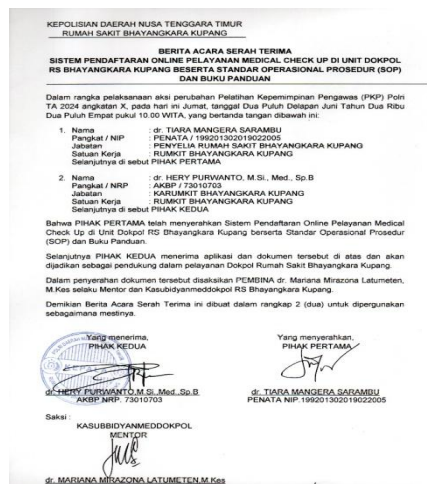 KEPOLISIAN DAERAH NUSA TENGGARA TIMUR
RUMAH SAKIT BHAYANGKARA KUPANG
BERITA ACARA SERAH TERIMA
SISTEM PENDAFTARAN ONLINE PELAYANAN MEDICAL CHECK UP DI UNIT DOKPOL
RS BHAYANGKARA KUPANG BESERTA STANDAR OPERASIONAL PROSEDUR (SOP)
DAN BUKU PANDUAN
Dalam rangka pelaksanaan aksi perubahan Pelatihan Kepemimpinan Pengawas (PKP) Polri
TA 2024 angkatan X, pada hari ini Jumat, tanggal Dua Puluh Delapan Juni Tahun Dua Ribu
Dua Puluh Empat pukul 10.00 WITA, yang bertanda tangan dibawah ini:
1. Nama : dr. TIARA MANGERA SARAMBU
Pangkat / NIP : PENATA / 199201302019022005
Jabatan : PENYELIA RUMAH SAKIT BHAYANGKARA KUPANG
Satuan Kerja : RUMKIT BHAYANGKARA KUPANG
Selanjutnya di sebut PIHAK PERTAMA
2. Nama : dr. HERY PURWANTO, M.Si., Med., Sp.B
Pangkat / NRP : AKBP / 73010703
Jabatan : KARUMKIT BHAYANGKARA KUPANG
Satuan Kerja : RUMKIT BHAYANGKARA KUPANG
Selanjutnya di sebut PIHAK KEDUA
Bahwa PIHAK PERTAMA telah menyerahkan Sistem Pendaftaran Online Pelayanan Medical
Check Up di Unit Dokpol RS Bhayangkara Kupang berserta Standar Operasional Prosedur
(SOP) dan Buku Panduan.
Selanjutnya PIHAK KEDUA menerima aplikasi dan dokumen tersebut di atas dan akan
dijadikan sebagai pendukung dalam pelayanan Dokpol Rumah Sakit Bhayangkara Kupang.
Dalam penyerahan dokumen tersebut disaksikan PEMBINA dr. Mariana Mirazona Latumeten,
M.Kes selaku Mentor dan Kasubidyanmeddokpol RS Bhayangkara Kupang.
Demikian Berita Acara Serah Terima ini dibuat dalam rangkap 2 (dua) untuk dipergunakan
sebagaimana mestinya.
Yang menerima, Yang menyerahkan,
PIHAK KEDUA PIHAK PERTAMA
dr. HERY PURWANTO,M.Si.,Med.,Sp.B dr. TIARA MANGERA SARAMBU
AKBP NRP. 73010703 PENATA NIP.199201302019022005
Saksi :
KASUBBIDYANMEDDOKPOL
MENTOR
dr. MARIANA MIRAZONA LATUMETEN,M.Kes